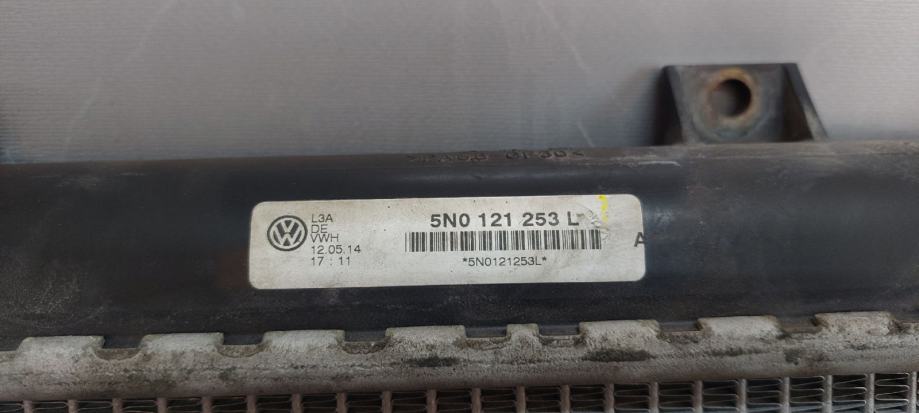 5N0 121 253 L
L3A
DE
VWH
12.05.14
17 : 11
*5N0121253L*
A